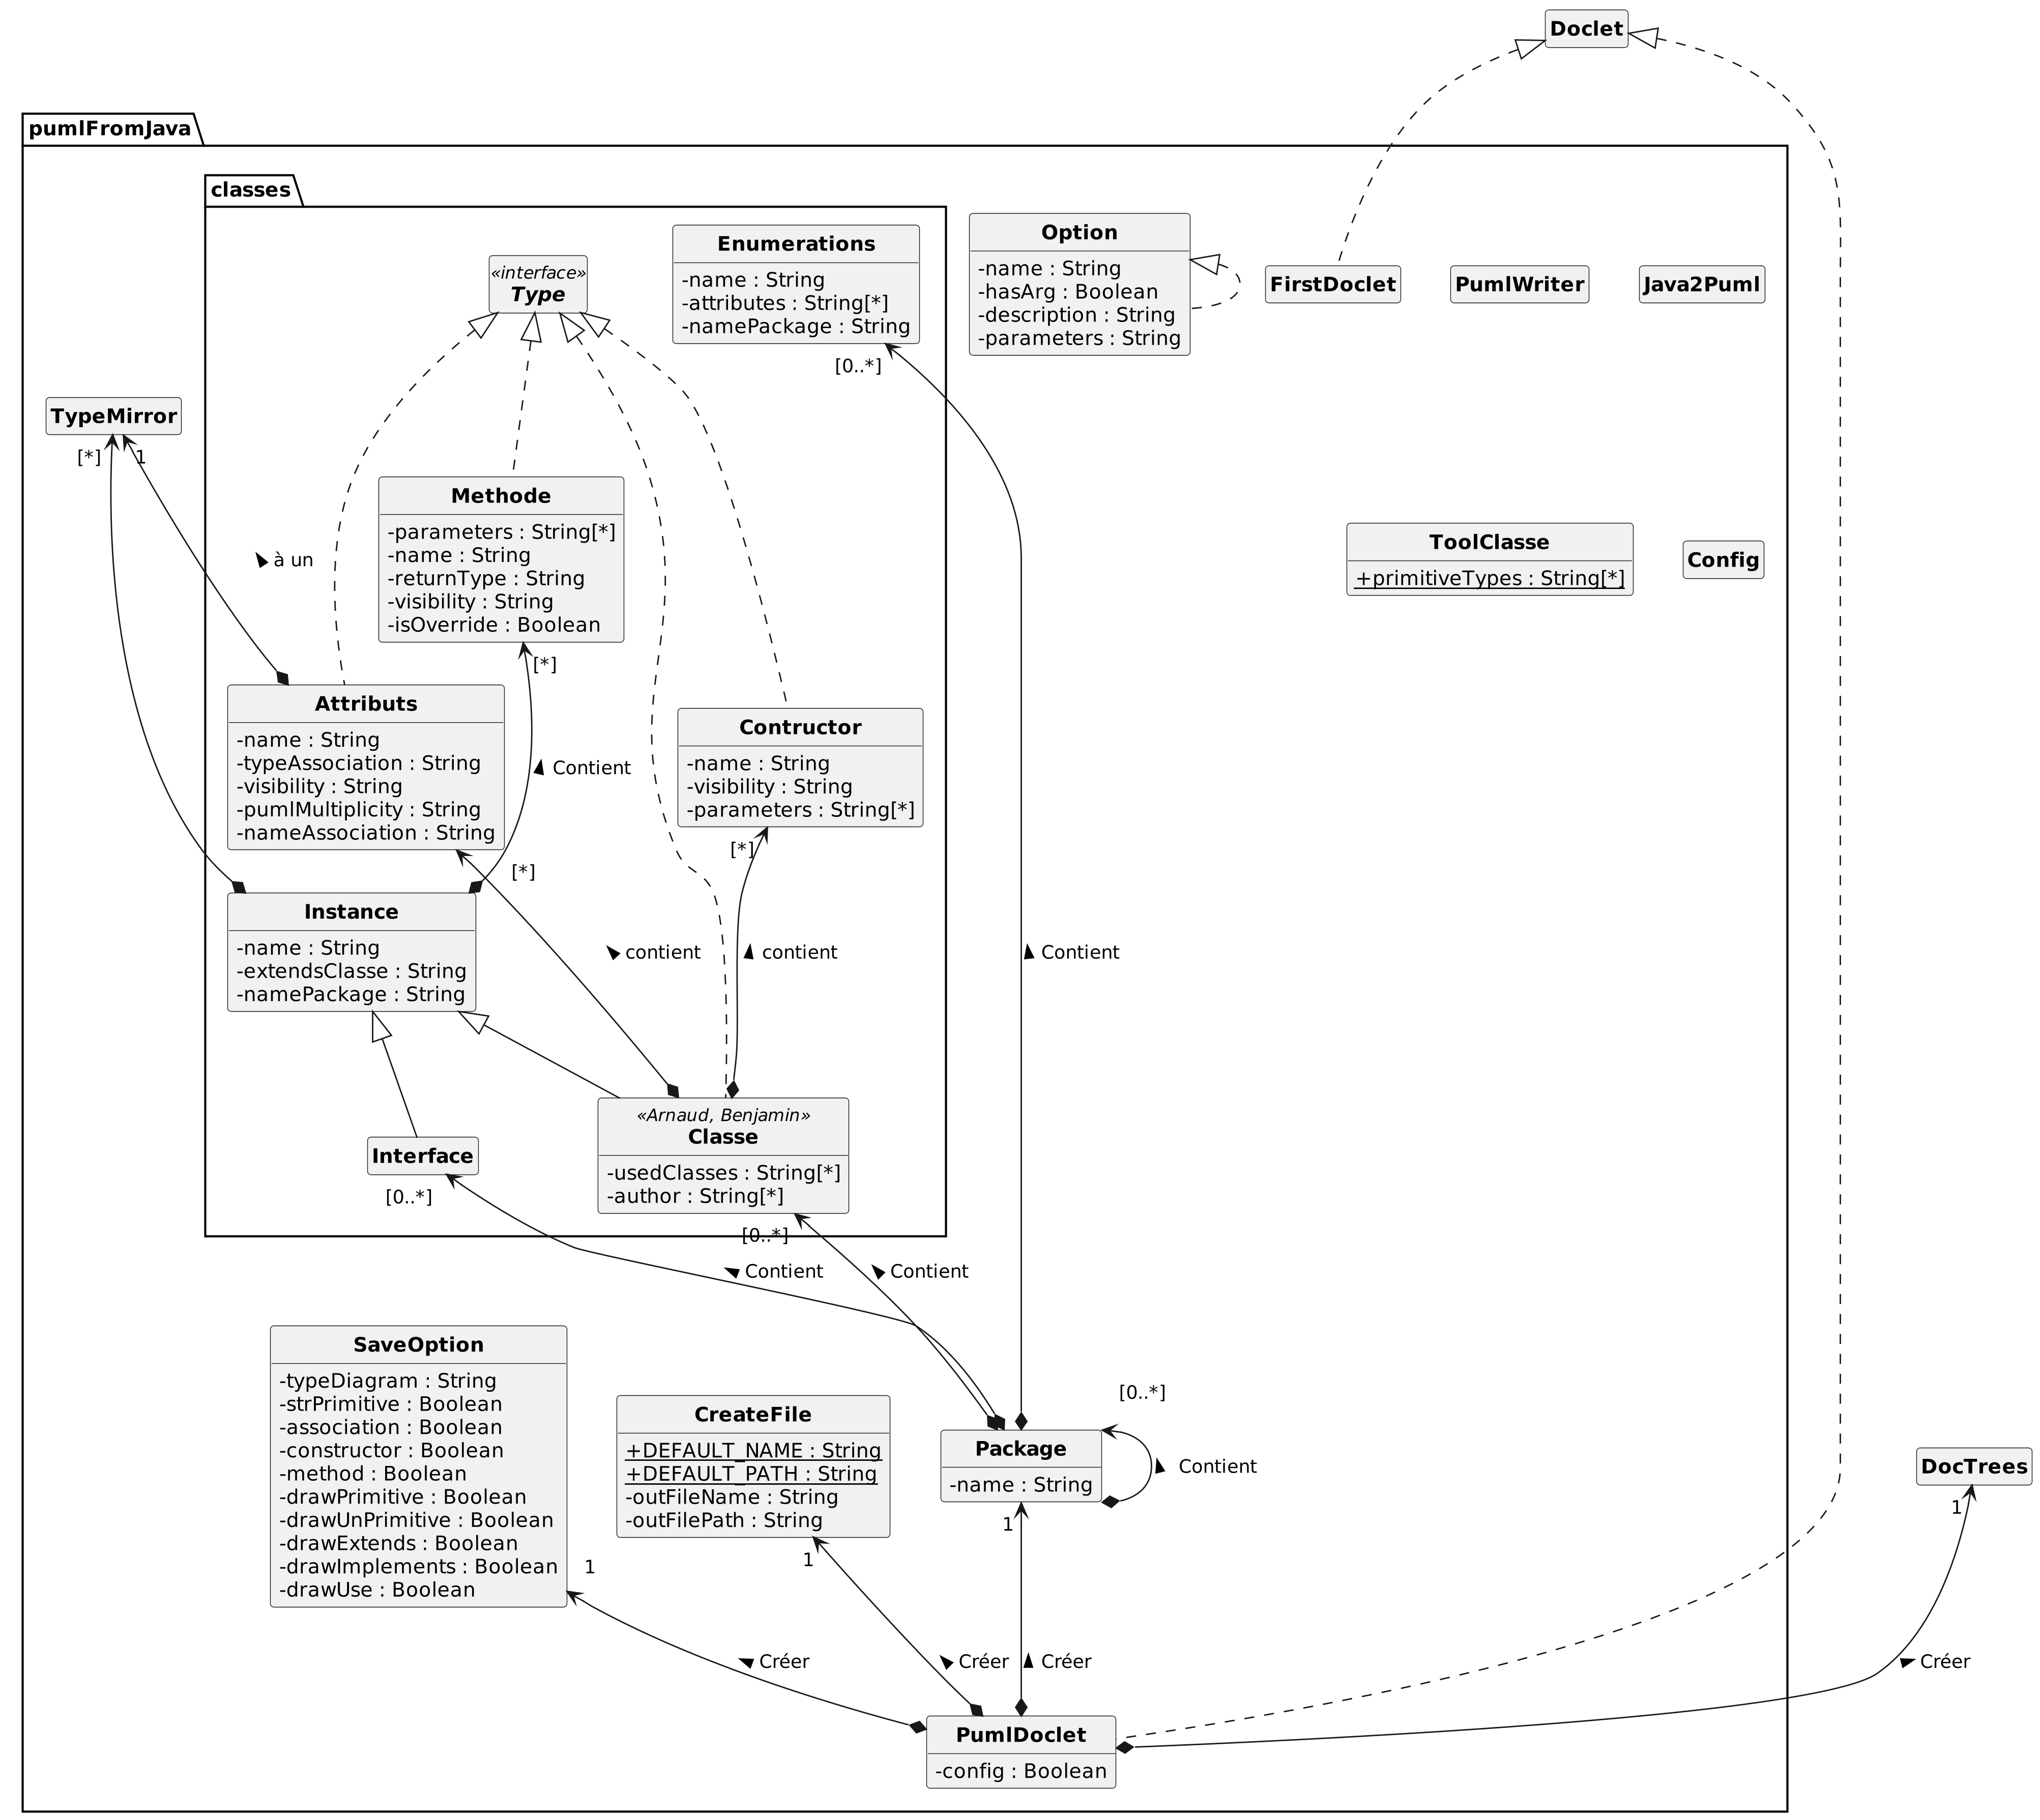 Doclet
pumlFromJava
classes
«interface»
Type
Enumerations
-name : String
-attributes : String[*]
-namePackage : String
[0..*]
Option
-name : String
-hasArg : Boolean
-description : String
-parameters : String
FirstDoclet
PumlWriter
Java2Puml
TypeMirror
[*]
1
à un
Methode
-parameters : String[*]
-name : String
-returnType : String
-visibility : String
-isOverride : Boolean
[*]
ToolClasse
+primitiveTypes : String[*]
Config
Attributs
-name : String
-typeAssociation : String
-visibility : String
-pumlMultiplicity : String
-nameAssociation : String
Contient
Contructor
-name : String
-visibility : String
-parameters : String[*]
[*]
[*]
Instance
-name : String
-extendsClasse : String
-namePackage : String
contient
contient
Contient
Interface
[0..*]
«Arnaud, Benjamin»
Classe
-usedClasses : String[*]
-author : String[*]
[0..*]
Contient
Contient
SaveOption
-typeDiagram : String
-strPrimitive : Boolean
-association : Boolean
-constructor : Boolean
-method : Boolean
-drawPrimitive : Boolean
-drawUnPrimitive : Boolean
-drawExtends : Boolean
-drawImplements : Boolean
-drawUse : Boolean
1
CreateFile
+DEFAULT_NAME : String
+DEFAULT_PATH : String
-outFileName : String
-outFilePath : String
1
[0..*]
Package
-name : String
Contient
1
DocTrees
1
Créer
Créer
Créer
Créer
PumlDoclet
-config : Boolean